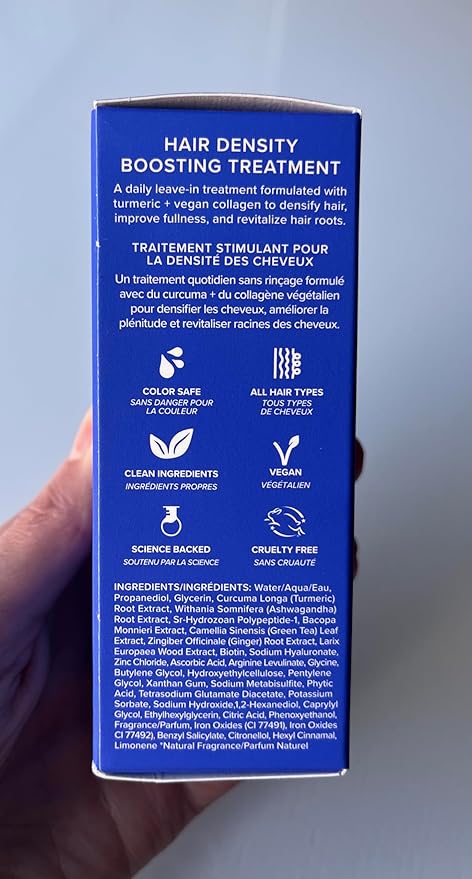 HAIR DENSITY
BOOSTING TREATMENT
A daily leave-in treatment formulated with
turmeric + vegan collagen to densify hair,
improve fullness, and revitalize hair roots.
TRAITEMENT STIMULANT POUR
LA DENSITÉ DES CHEVEUX
Un traitement quotidien sans rinçage formulé
avec du curcuma + du collagène végétalien
pour densifier les cheveux, améliorer la
plénitude et revitaliser racines des cheveux.
COLOR SAFE
SANS DANGER POUR
LA COULEUR
ALL HAIR TYPES
TOUS TYPES
DE CHEVEUX
CLEAN INGREDIENTS
INGRÉDIENTS PROPRES
VEGAN
VÉGÉTALIEN
SCIENCE BACKED
SOUTENU PAR LA SCIENCE
CRUELTY FREE
SANS CRUAUTÉ
INGREDIENTS/INGRÉDIENTS: Water/Aqua/Eau,
Propanediol, Glycerin, Curcuma Longa (Turmeric)
Root Extract, Withania Somnifera (Ashwagandha)
Root Extract, Sr-Hydrozoan Polypeptide-1, Bacopa
Monnieri Extract, Camellia Sinensis (Green Tea) Leaf
Extract, Zingiber Officinale (Ginger) Root Extract, Larix
Europaea Wood Extract, Biotin, Sodium Hyaluronate,
Zinc Chloride, Ascorbic Acid, Arginine Levulinate, Glycine,
Butylene Glycol, Hydroxyethylcellulose, Pentylene
Glycol, Xanthan Gum, Sodium Metabisulfite, Phytic
Acid, Tetrasodium Glutamate Diacetate, Potassium
Sorbate, Sodium Hydroxide,1,2-Hexanediol, Caprylyl
Glycol, Ethylhexylglycerin, Citric Acid, Phenoxyethanol,
Fragrance/Parfum, Iron Oxides (CI 77491), Iron Oxides
CI 77492), Benzyl Salicylate, Citronellol, Hexyl Cinnamal,
Limonene *Natural Fragrance/Parfum Naturel